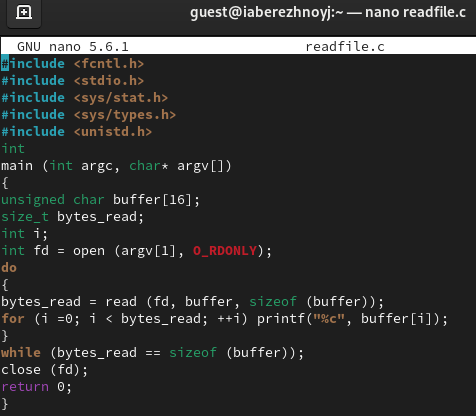 guest@iaberezhnoyj:~ — nano readfile.c
GNU nano 5.6.1 readfile.c
#include <fcntl.h>
#include <stdio.h>
#include <sys/stat.h>
#include <sys/types.h>
#include <unistd.h>
int
main (int argc, char* argv[])
{
unsigned char buffer[16];
size_t bytes_read;
int i;
int fd = open (argv[1], O_RDONLY);
do
{
bytes_read = read (fd, buffer, sizeof (buffer));
for (i =0; i < bytes_read; ++i) printf("%c", buffer[i]);
}
while (bytes_read == sizeof (buffer));
close (fd);
return 0;
}